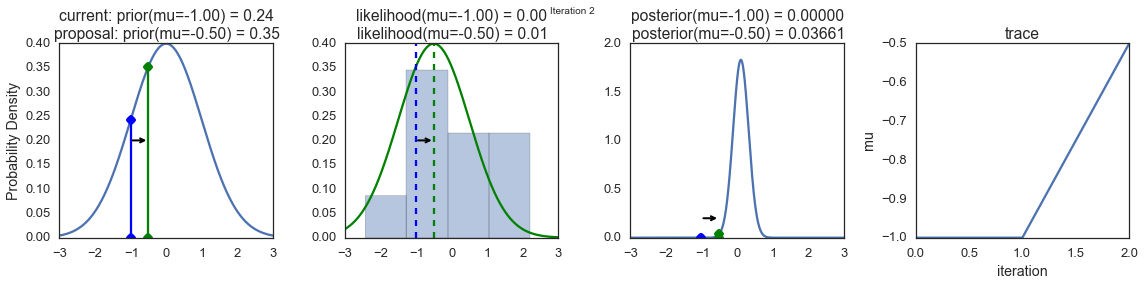 current: prior(mu=-1.00) = 0.24
proposal: prior(mu=-0.50) = 0.35
Probability Density
0.40
0.35
0.30
0.25
0.20
0.15
0.10
0.05
0.00
−3 −2 −1 0 1 2 3
Iteration 2
likelihood(mu=-1.00) = 0.00
likelihood(mu=-0.50) = 0.01
0.40
0.35
0.30
0.25
0.20
0.15
0.10
0.05
0.00
−3 −2 −1 0 1 2 3
posterior(mu=-1.00) = 0.00000
posterior(mu=-0.50) = 0.03661
2.0
1.5
1.0
0.5
0.0
−3 −2 −1 0 1 2 3
trace
mu
−0.5
−0.6
−0.7
−0.8
−0.9
−1.0
0.0 0.5 1.0 1.5 2.0
iteration